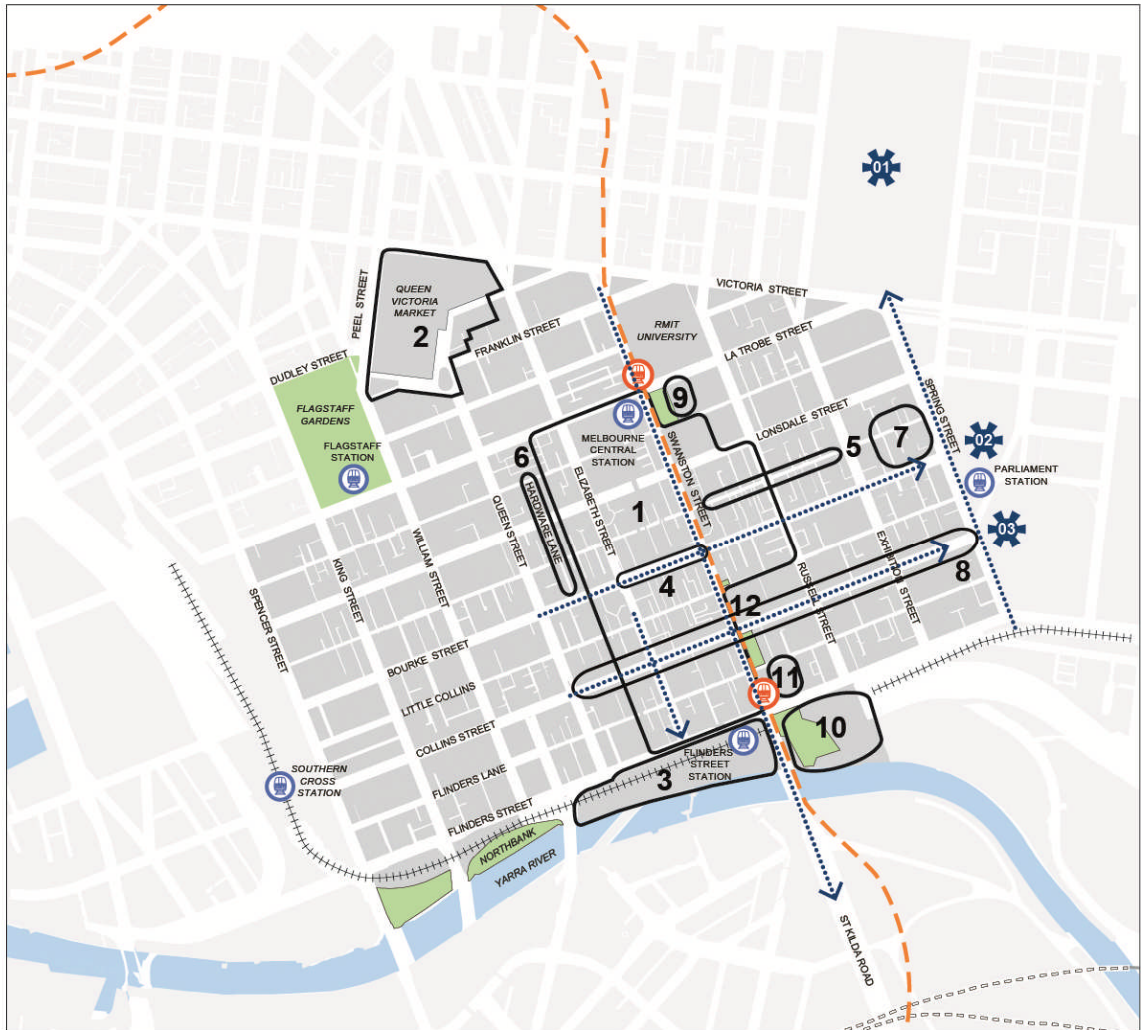 01
VICTORIA STREET
PEEL STREET
QUEEN
VICTORIA
MARKET
2
FRANKLIN STREET
RMIT
UNIVERSITY
LA TROBE STREET
DUDLEY STREET
FLAGSTAFF
GARDENS
FLAGSTAFF
STATION
9
MELBOURNE
CENTRAL
STATION
SWANSTON STREET
LONSDALE STREET
SPRING STREET
7
02
PARLIAMENT
STATION
5
6
HARDWARE LANE
ELIZABETH STREET
1
QUEEN STREET
WILLIAM STREET
KING STREET
SPENCER STREET
03
4
EXHIBITION STREET
8
RUSSELL STREET
12
BOURKE STREET
LITTLE COLLINS
COLLINS STREET
11
10
SOUTHERN
CROSS
STATION
FLINDERS LANE
FLINDERS
STREET
STATION
3
FLINDERS STREET
NORTHBANK
YARRA RIVER
ST KILDA ROAD